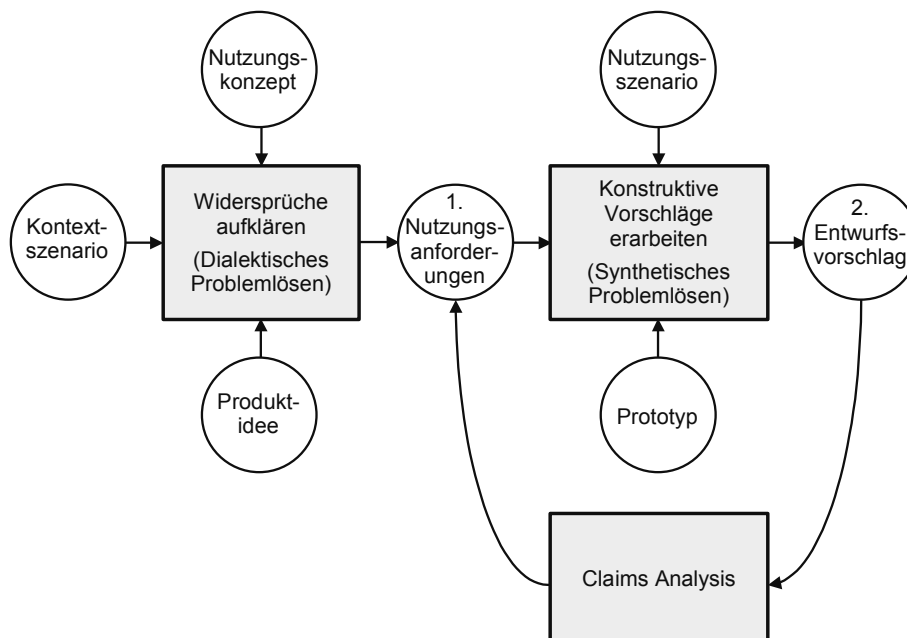 Nutzungs-
konzept
Nutzungs-
szenario
Kontext-
szenario
Widersprüche
aufklären
(Dialektisches
Problemlösen)
1.
Nutzungs-
anforder-
ungen
Konstruktive
Vorschläge
erarbeiten
(Synthetisches
Problemlösen)
2.
Entwurfs-
vorschlag
Produkt-
idee
Prototyp
Claims Analysis